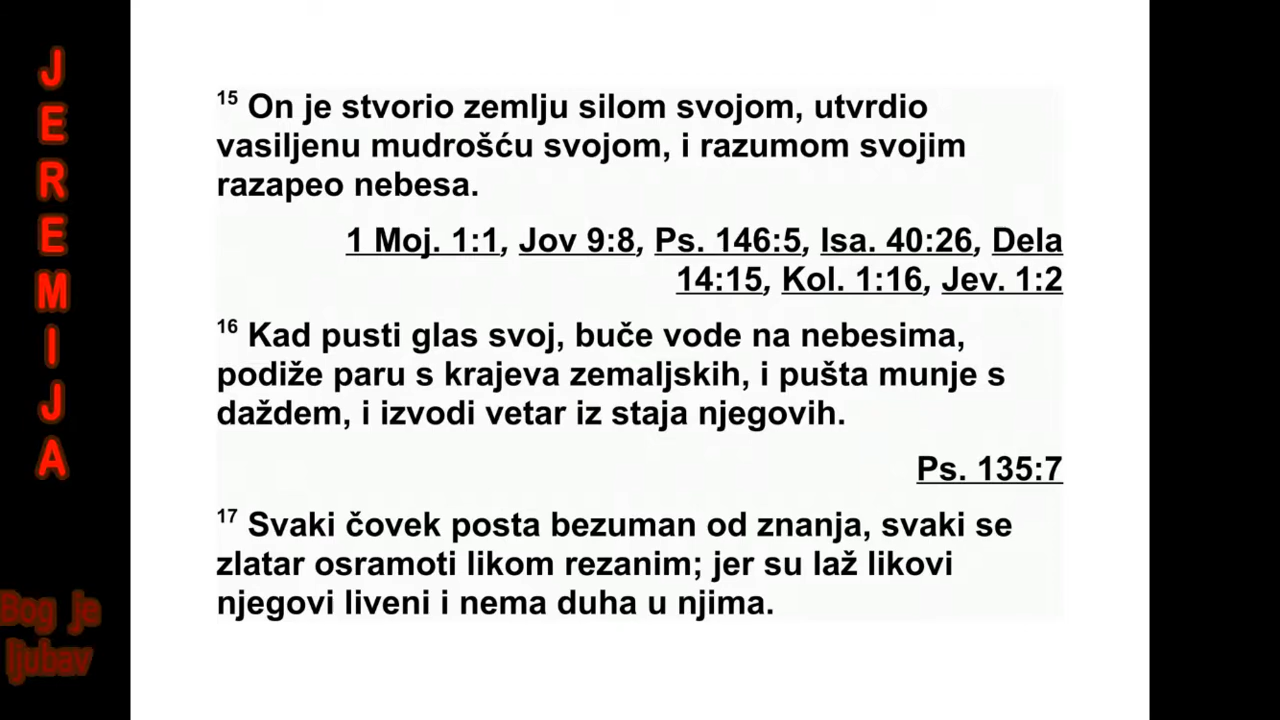 JEREMIJA
Bog je
ljubav
15 On je stvorio zemlju silom svojom, utvrdio
vasiljenu mudrošću svojom, i razumom svojim
razapeo nebesa.
1 Moj. 1:1, Jov 9:8, Ps. 146:5, Isa. 40:26, Dela
14:15, Kol. 1:16, Jev. 1:2
16 Kad pusti glas svoj, buče vode na nebesima,
podiže paru s krajeva zemaljskih, i pušta munje s
daždem, i izvodi vetar iz staja njegovih.
Ps. 135:7
17 Svaki čovek posta bezuman od znanja, svaki se
zlatar osramoti likom rezanim; jer su laž likovi
njegovi liveni i nema duha u njima.